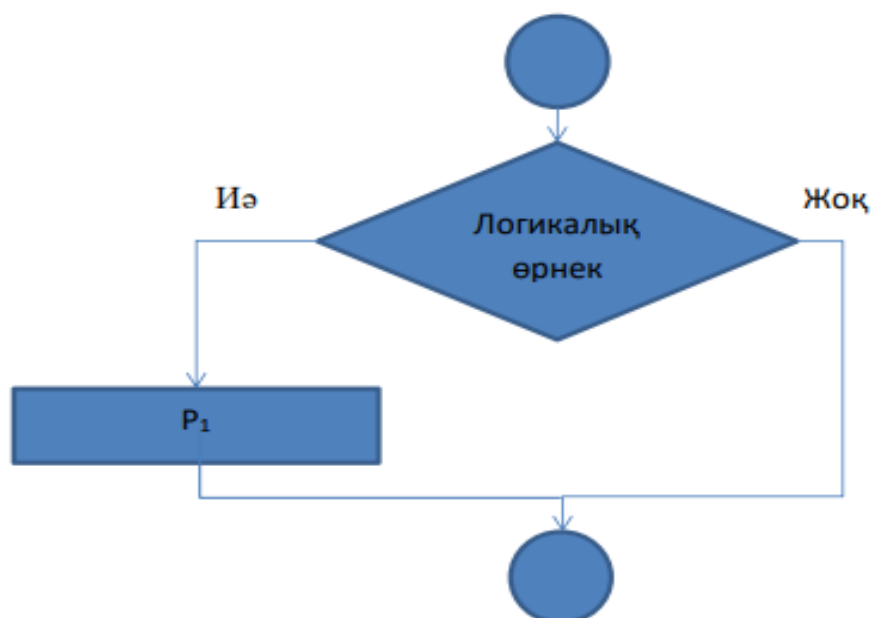 Иә
Жоқ
Логикалық
өрнек
P₁